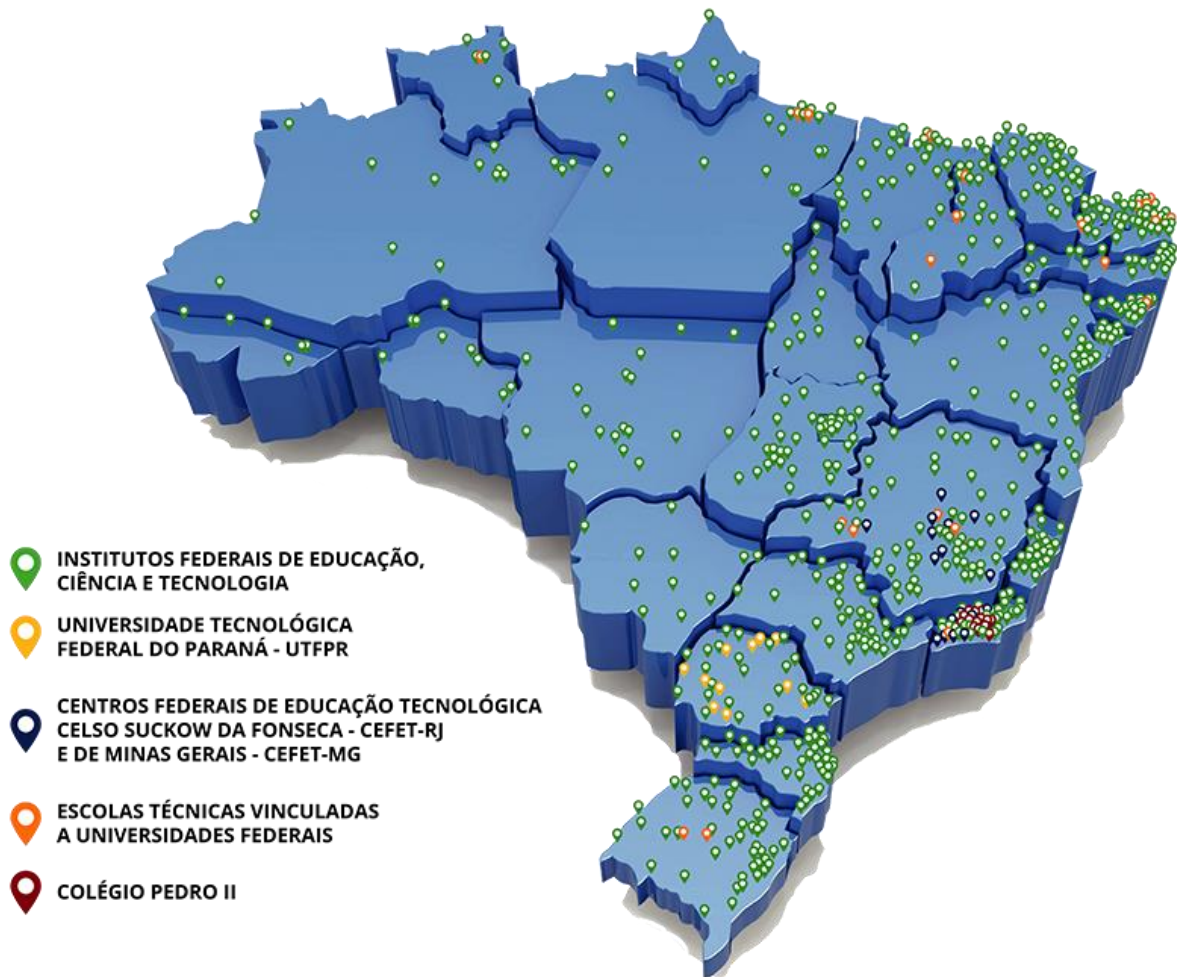 INSTITUTOS FEDERAIS DE EDUCAÇÃO,
CIÊNCIA E TECNOLOGIA
UNIVERSIDADE TECNOLÓGICA
FEDERAL DO PARANÁ - UTFPR
CENTROS FEDERAIS DE EDUCAÇÃO TECNOLÓGICA
CELSO SUCKOW DA FONSECA - CEFET-RJ
E DE MINAS GERAIS - CEFET-MG
ESCOLAS TÉCNICAS VINCULADAS
A UNIVERSIDADES FEDERAIS
COLÉGIO PEDRO II